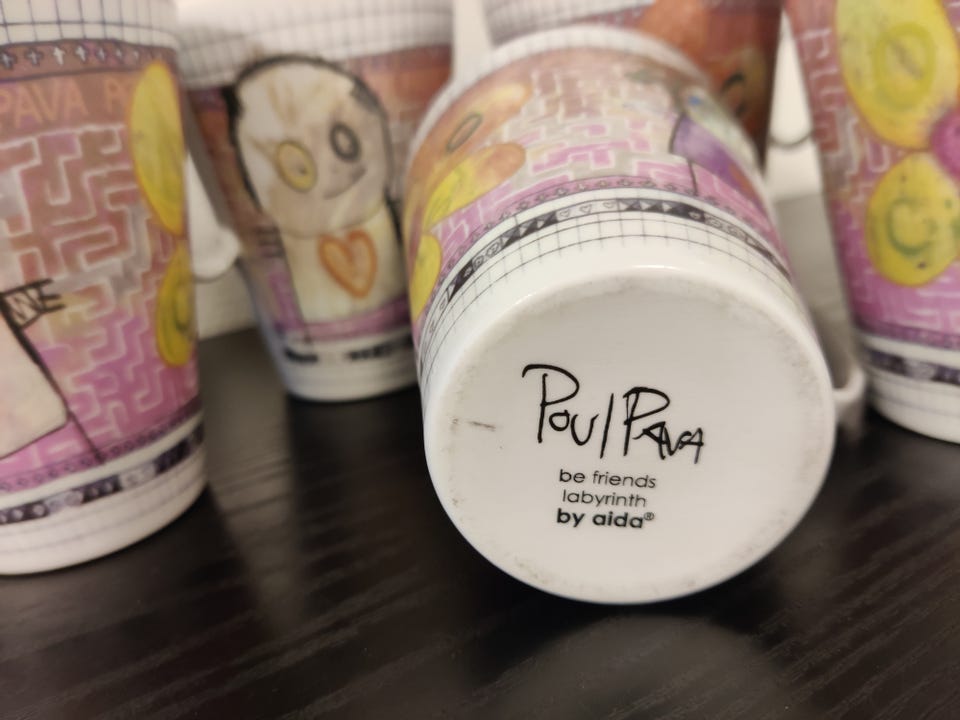 PAVA
Poul Pava
be friends
labyrinth
by aida®